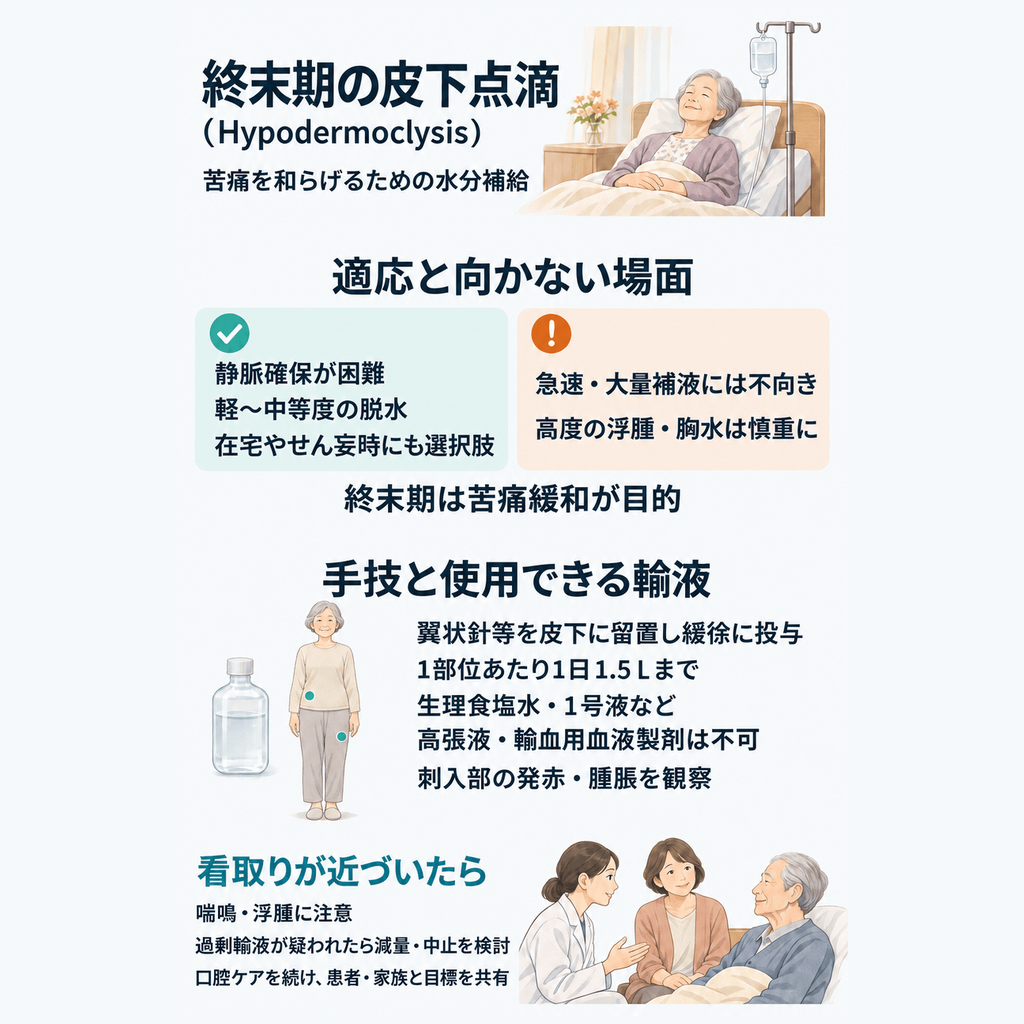 終末期の皮下点滴
（Hypodermoclysis）
苦痛を和らげるための水分補給
適応と向かない場面
静脈確保が困難
軽〜中等度の脱水
在宅やせん妄時にも選択肢
急速・大量補液には不向き
高度の浮腫・胸水は慎重に
終末期は苦痛緩和が目的
手技と使用できる輸液
翼状針等を皮下に留置し緩徐に投与
1部位あたり1日1.5Lまで
生理食塩水・1号液など
高張液・輸血用血液製剤は不可
刺入部の発赤・腫脹を観察
看取りが近づいたら
喘鳴・浮腫に注意
過剰輸液が疑われたら減量・中止を検討
口腔ケアを続け、患者・家族と目標を共有